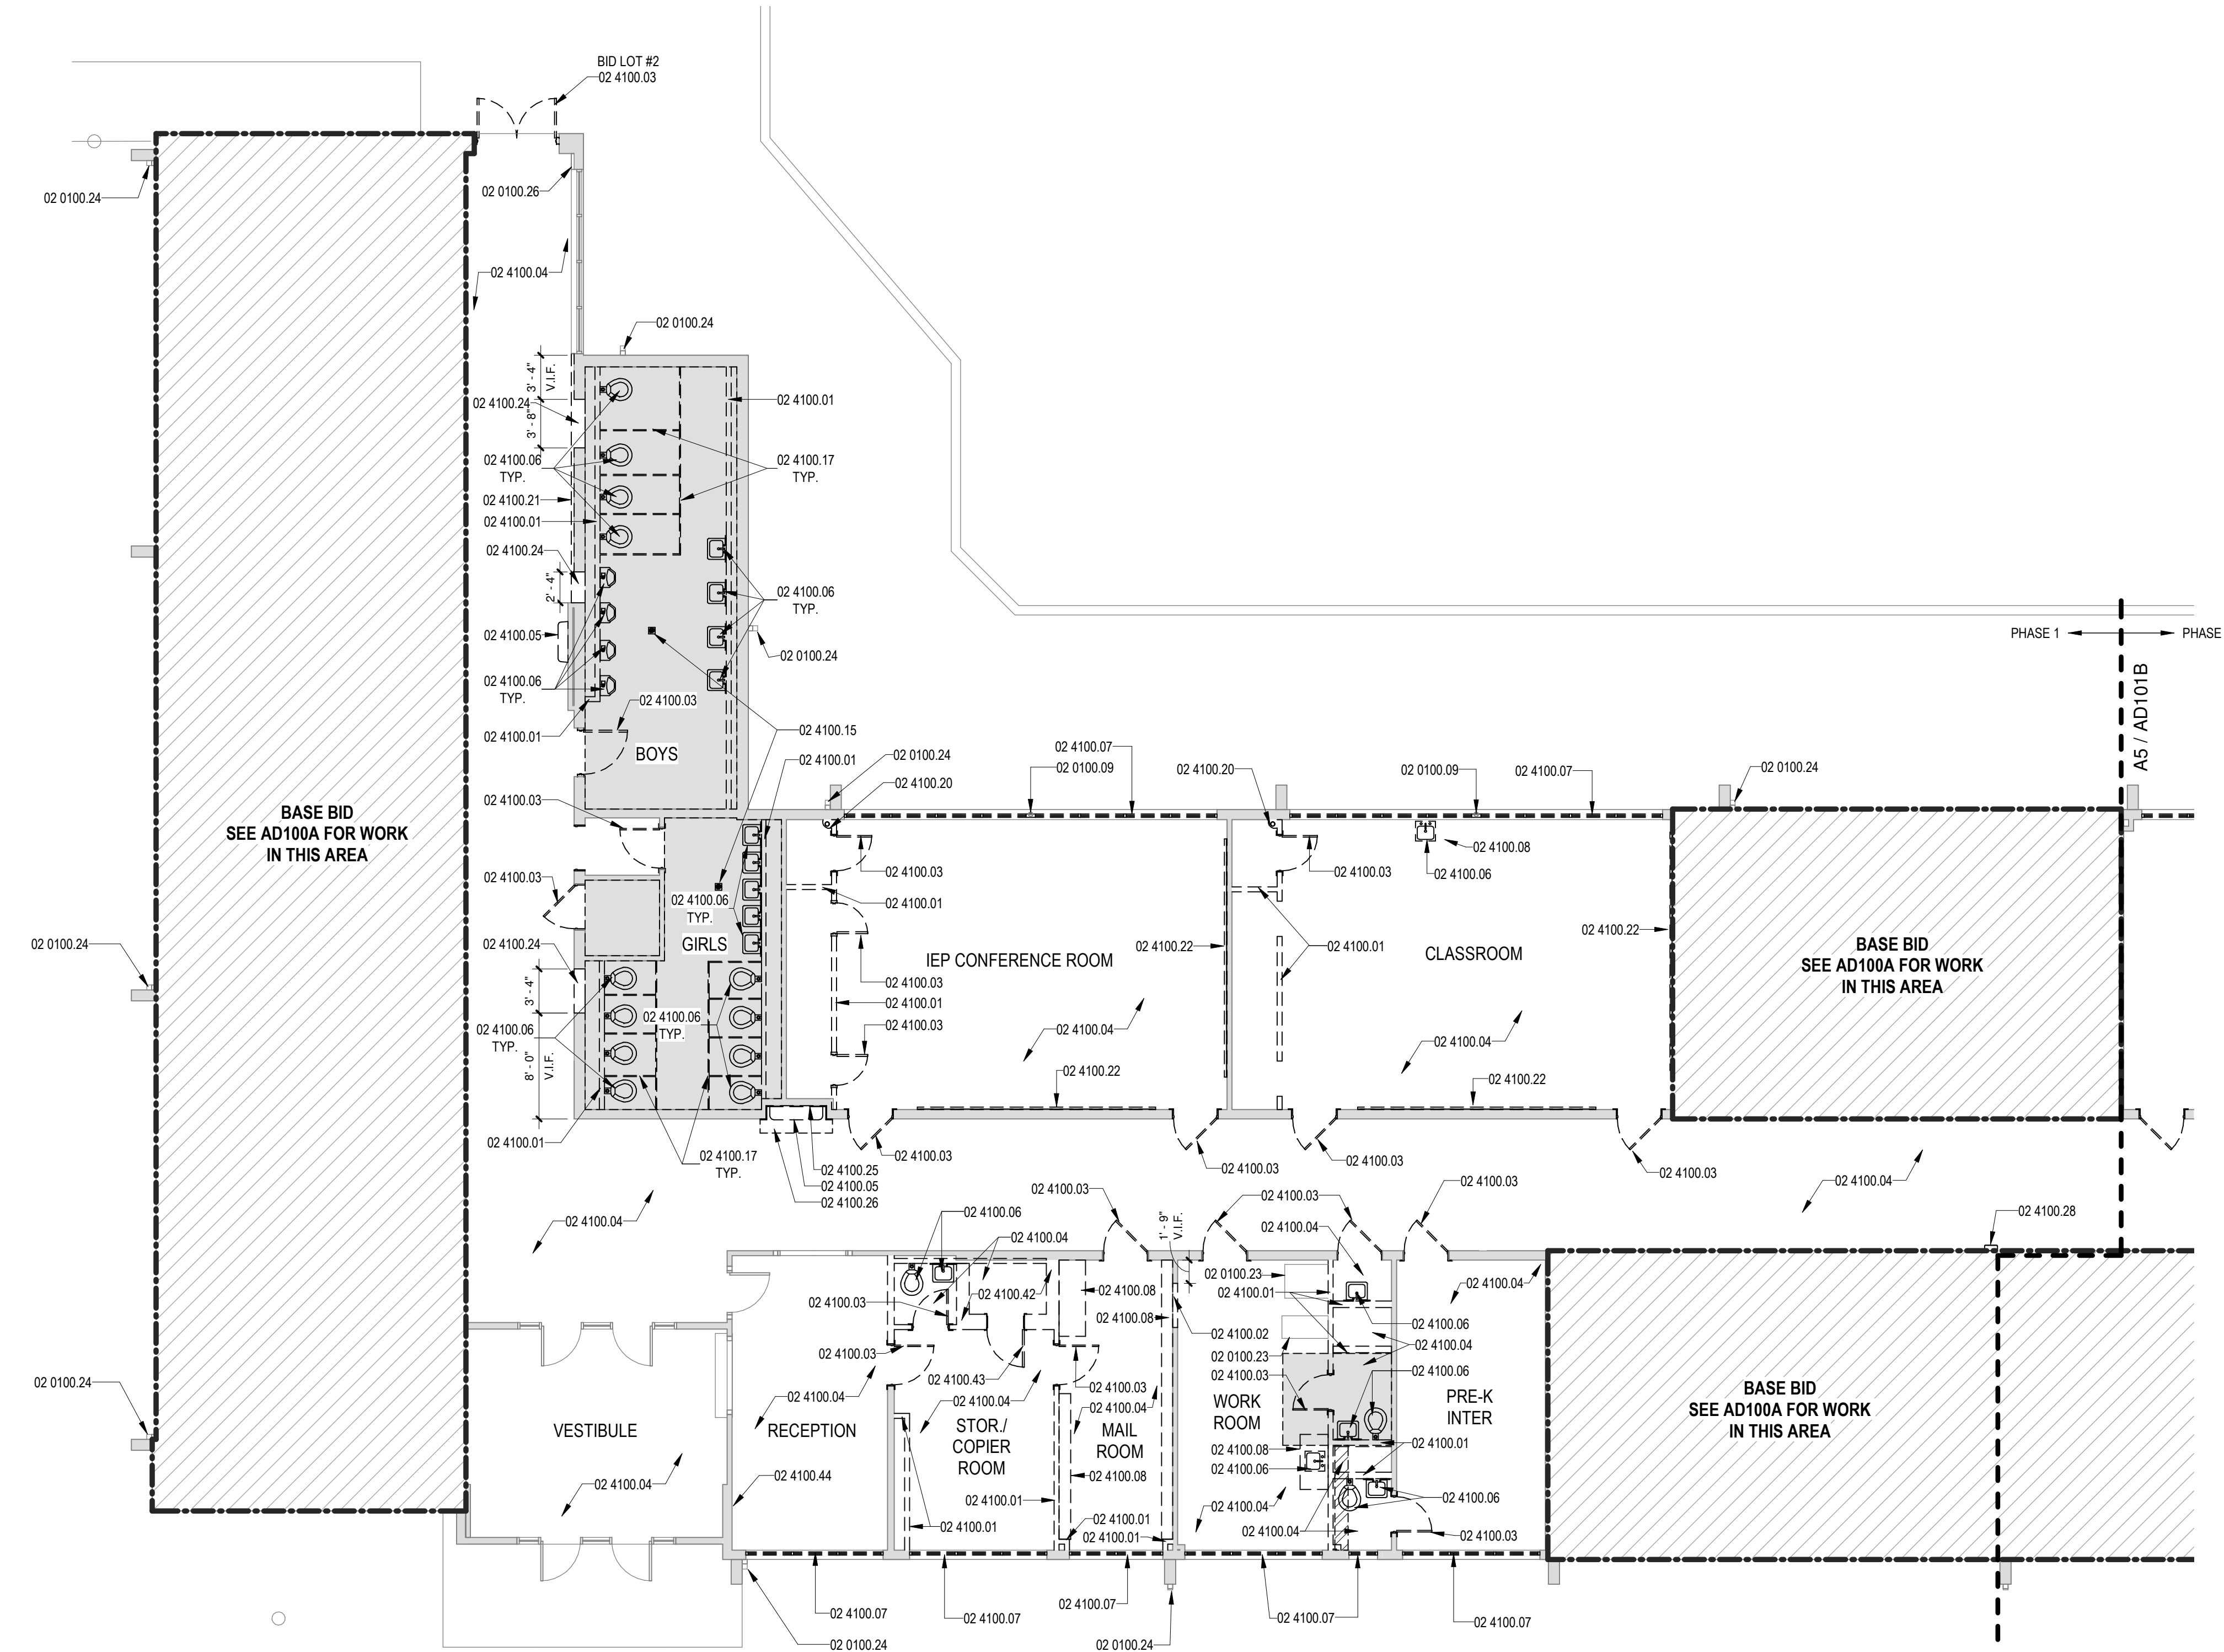 BID LOT #2
02 4100.03
02 0100.24
02 0100.26
02 4100.04
02 0100.24
3' - 4"
V.I.F.
02 4100.24
3' - 8"
02 4100.01
02 4100.06
TYP.
02 4100.17
TYP.
02 4100.21
02 4100.01
02 4100.24
2' - 4"
02 4100.06
TYP.
02 4100.05
02 0100.24
02 4100.06
TYP.
02 4100.03
02 4100.01
02 4100.15
BOYS
PHASE 1
PHASE
A5 / AD101B
02 4100.01
02 0100.24
02 4100.20
02 4100.07
02 0100.09
02 4100.20
02 0100.09
02 4100.07
02 0100.24
02 4100.03
BASE BID
SEE AD100A FOR WORK
IN THIS AREA
02 4100.03
02 4100.06
TYP.
GIRLS
02 4100.03
02 4100.01
02 4100.03
02 4100.08
02 4100.06
02 0100.24
02 4100.24
3' - 4"
02 4100.22
02 4100.01
02 4100.22
IEP CONFERENCE ROOM
CLASSROOM
BASE BID
SEE AD100A FOR WORK
IN THIS AREA
02 4100.03
02 4100.01
02 4100.03
02 4100.06
TYP.
02 4100.06
TYP.
8' - 0"
V.I.F.
02 4100.04
02 4100.04
02 4100.22
02 4100.22
02 4100.01
02 4100.17
TYP.
02 4100.25
02 4100.05
02 4100.26
02 4100.03
02 4100.03
02 4100.03
02 4100.03
02 4100.04
02 4100.04
02 4100.06
02 4100.04
02 4100.03
1' - 9"
V.I.F.
02 4100.03
02 4100.04
02 4100.03
02 4100.28
02 4100.03
02 4100.42
02 4100.08
02 4100.08
02 0100.23
02 4100.01
02 4100.02
02 4100.04
02 4100.06
02 4100.04
02 4100.03
02 0100.23
02 4100.03
02 4100.06
02 0100.24
02 4100.04
02 4100.43
02 4100.04
02 4100.03
02 4100.04
VESTIBULE
RECEPTION
STOR./
COPIER
ROOM
MAIL
ROOM
WORK
ROOM
PRE-K
INTER
BASE BID
SEE AD100A FOR WORK
IN THIS AREA
02 4100.04
02 4100.44
02 4100.08
02 4100.08
02 4100.06
02 4100.01
02 4100.01
02 4100.01
02 4100.01
02 4100.01
02 4100.04
02 4100.04
02 4100.06
02 4100.03
02 4100.07
02 4100.07
02 4100.07
02 4100.07
02 4100.07
02 0100.24
02 0100.24